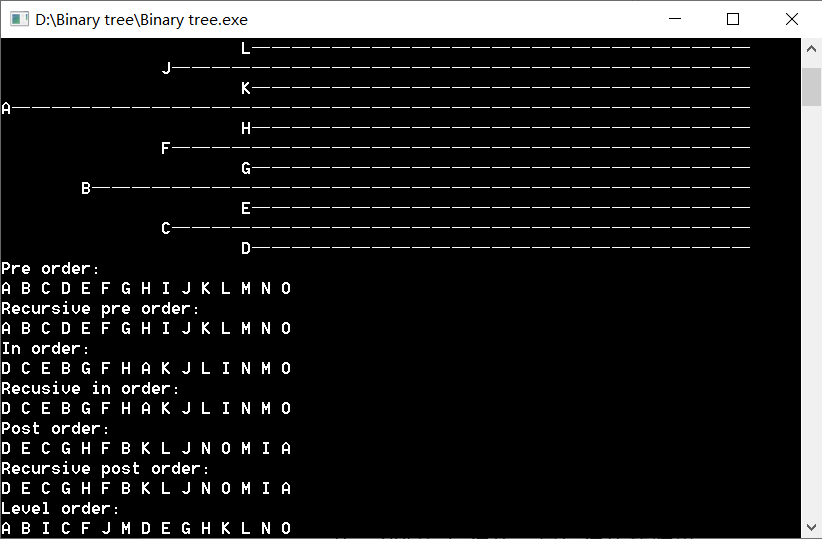 D:\Binary tree\Binary tree.exe
L
J
K
A
H
F
G
B
E
C
D
Pre order:
A B C D E F G H I J K L M N O
Recursive pre order:
A B C D E F G H I J K L M N O
In order:
D C E B G F H A K J L I N M O
Recusive in order:
D C E B G F H A K J L I N M O
Post order:
D E C G H F B K L J N O M I A
Recursive post order:
D E C G H F B K L J N O M I A
Level order:
A B I C F J M D E G H K L N O